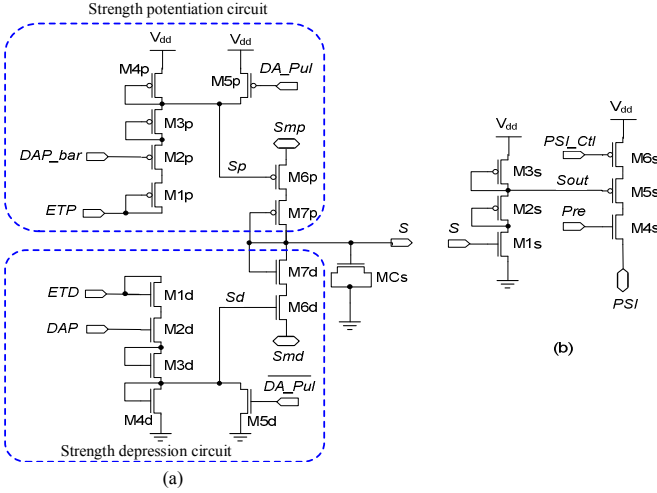 Strength potentiation circuit
Vdd
Vdd
M4p
M5p
DA_Pul
M3p
Smp
DAP_bar
M2p
Sp
M6p
M1p
ETP
M7p
S
ETD
M1d
M7d
MCs
Sd
DAP
M2d
M6d
M3d
Smd
DA_Pul
M4d
M5d
Strength depression circuit
(a)
Vdd
Vdd
PSI_Ctl
M3s
M6s
Sout
M5s
M2s
Pre
S
M4s
M1s
PSI
(b)